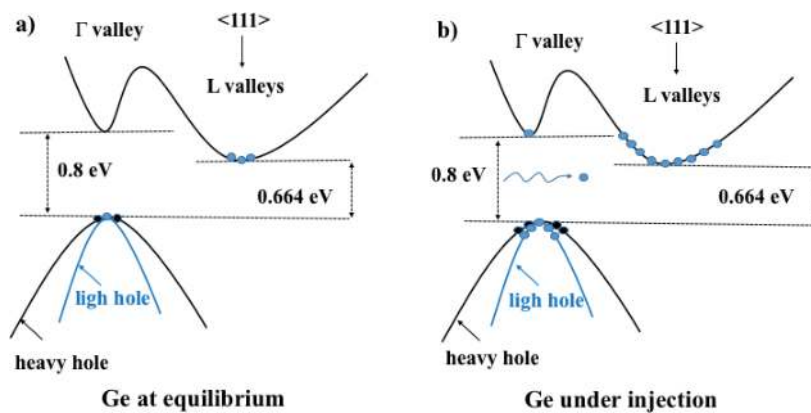 a)
Γ valley
<111>
L valleys
0.8 eV
0.664 eV
ligh hole
heavy hole
Ge at equilibrium
b)
Γ valley
<111>
L valleys
0.8 eV
0.664 eV
ligh hole
heavy hole
Ge under injection